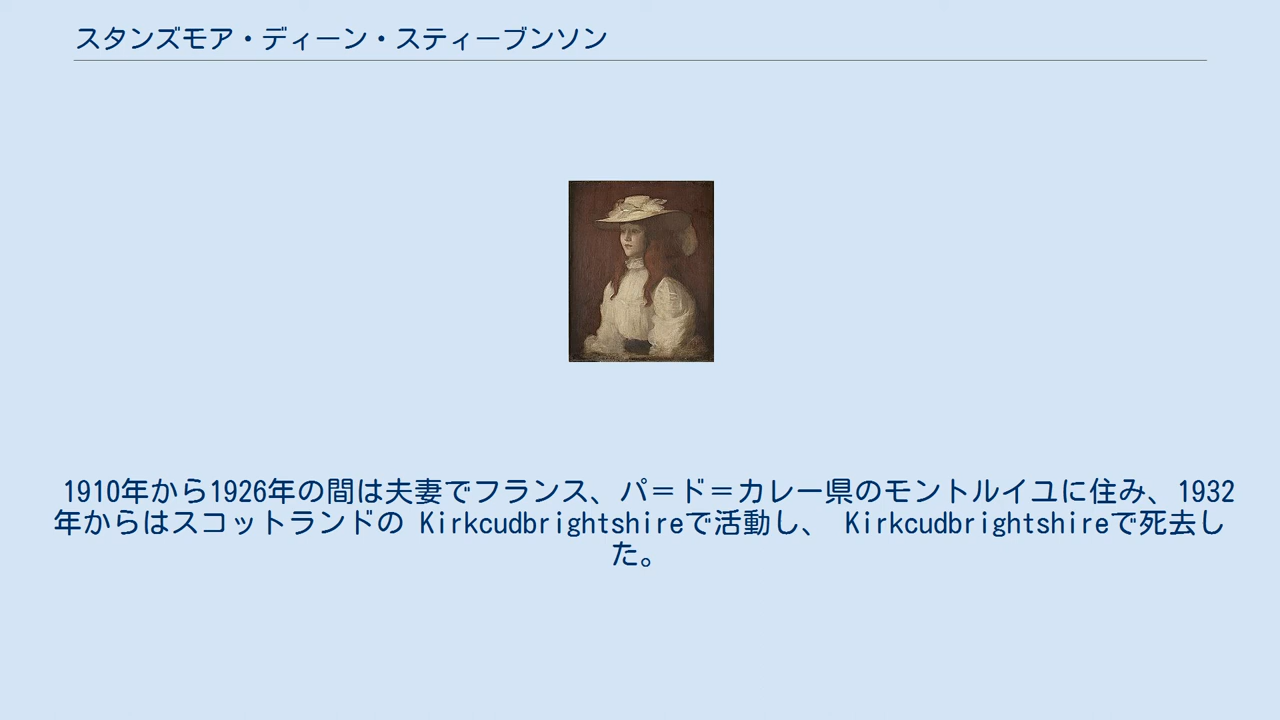 スタンズモア・ディーン・スティーブンソン
1910年から1926年の間は夫妻でフランス、パ＝ド＝カレー県のモントルイユに住み、1932
年からはスコットランドの Kirkcudbrightshireで活動し、 Kirkcudbrightshireで死去し
た。